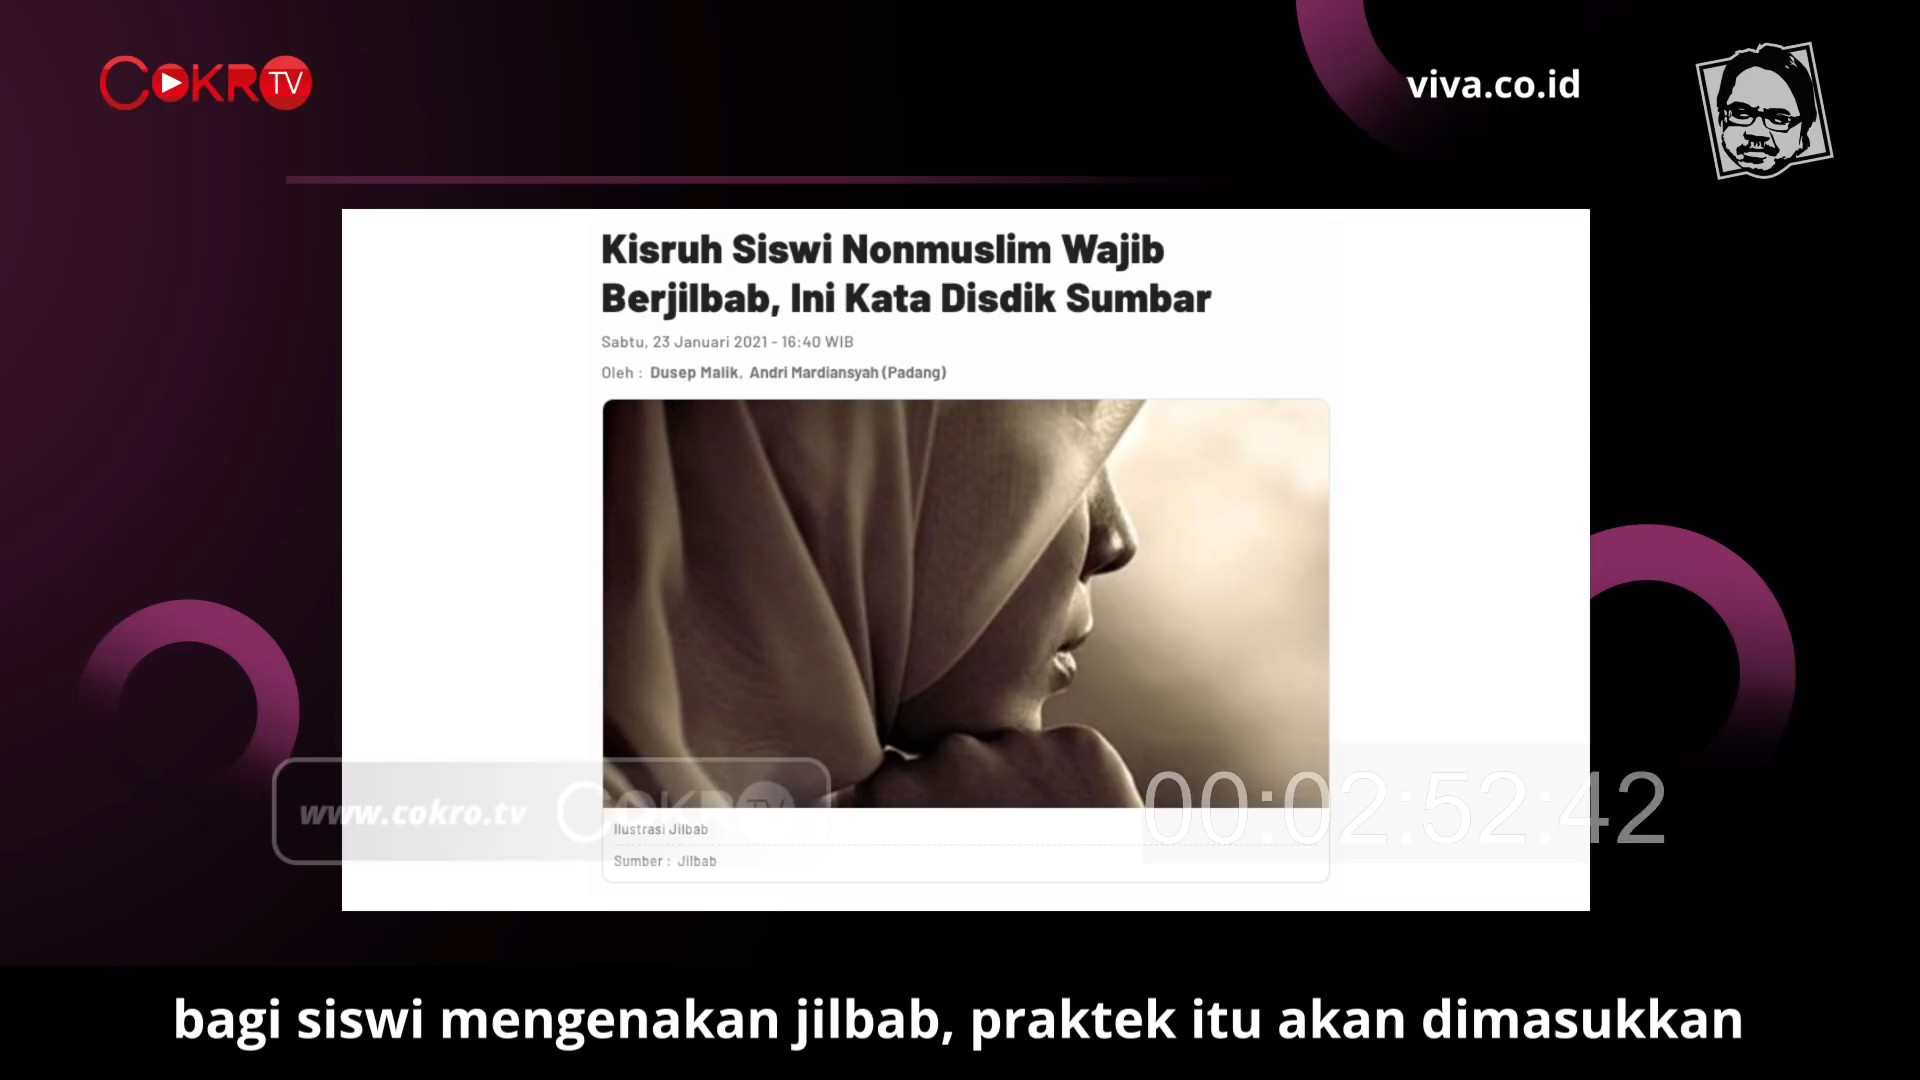 COKRO TV
viva.co.id
Kisruh Siswi Nonmuslim Wajib
Berjilbab, Ini Kata Disdik Sumbar
Sabtu, 23 Januari 2021 - 16:40 WIB
Oleh : Dusep Malik, Andri Mardiansyah (Padang)
www.cokro.tv COKRO TV
00:02:52:42
Ilustrasi Jilbab
Sumber : Jilbab
bagi siswi mengenakan jilbab, praktek itu akan dimasukkan